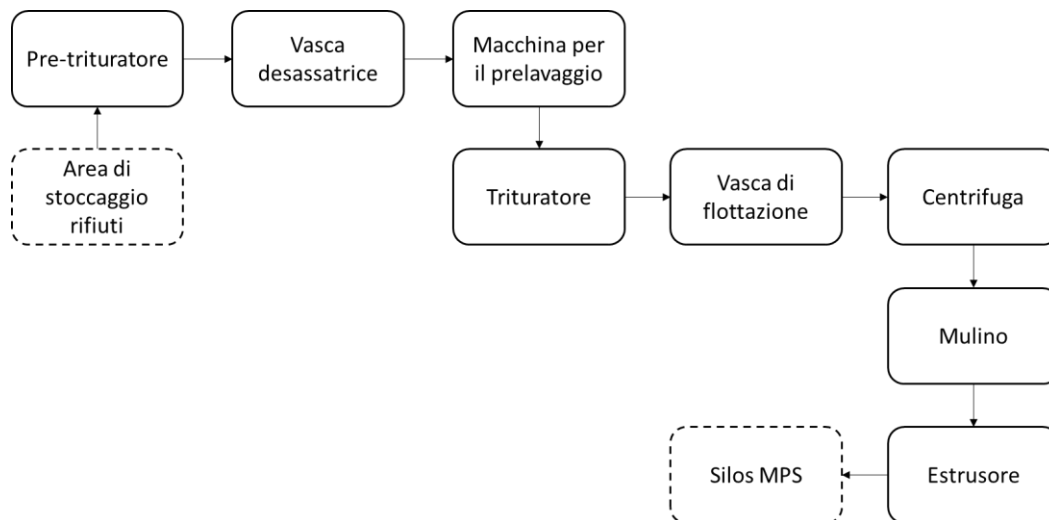 Pre-trituratore
Vasca
desassatrice
Macchina per
il prelavaggio
Area di
stoccaggio
rifiuti
Trituratore
Vasca di
flottazione
Centrifuga
Mulino
Silos MPS
Estrusore